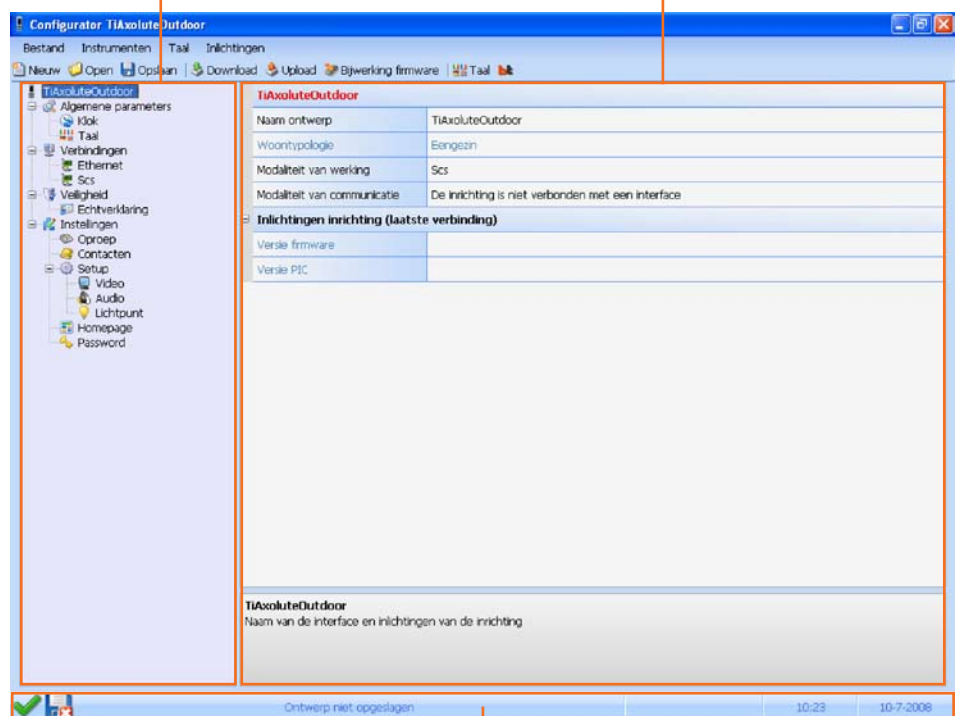 Configurator TiAxoluteOutdoor
Bestand Instrumenten Taal Inlichtingen
Nieuw Open Opslaan Download Upload Bijwerking firmware Taal
TiAxoluteOutdoor
Algemene parameters
Klok
Taal
Verbindingen
Ethernet
Scs
Veiligheid
Echtverklaring
Instelingen
Oproep
Contacten
Setup
Video
Audio
Lichtpunt
Homepage
Password
TiAxoluteOutdoor
Naam ontwerp TiAxoluteOutdoor
Woontypologie Eengezin
Modaliteit van werking Scs
Modaliteit van communicatie De inrichting is niet verbonden met een interface
Inlichtingen inrichting (laatste verbinding)
Versie firmware
Versie PIC
TiAxoluteOutdoor
Naam van de interface en inlichtingen van de inrichting
Ontwerp niet opgeslagen 10:23 10-7-2008